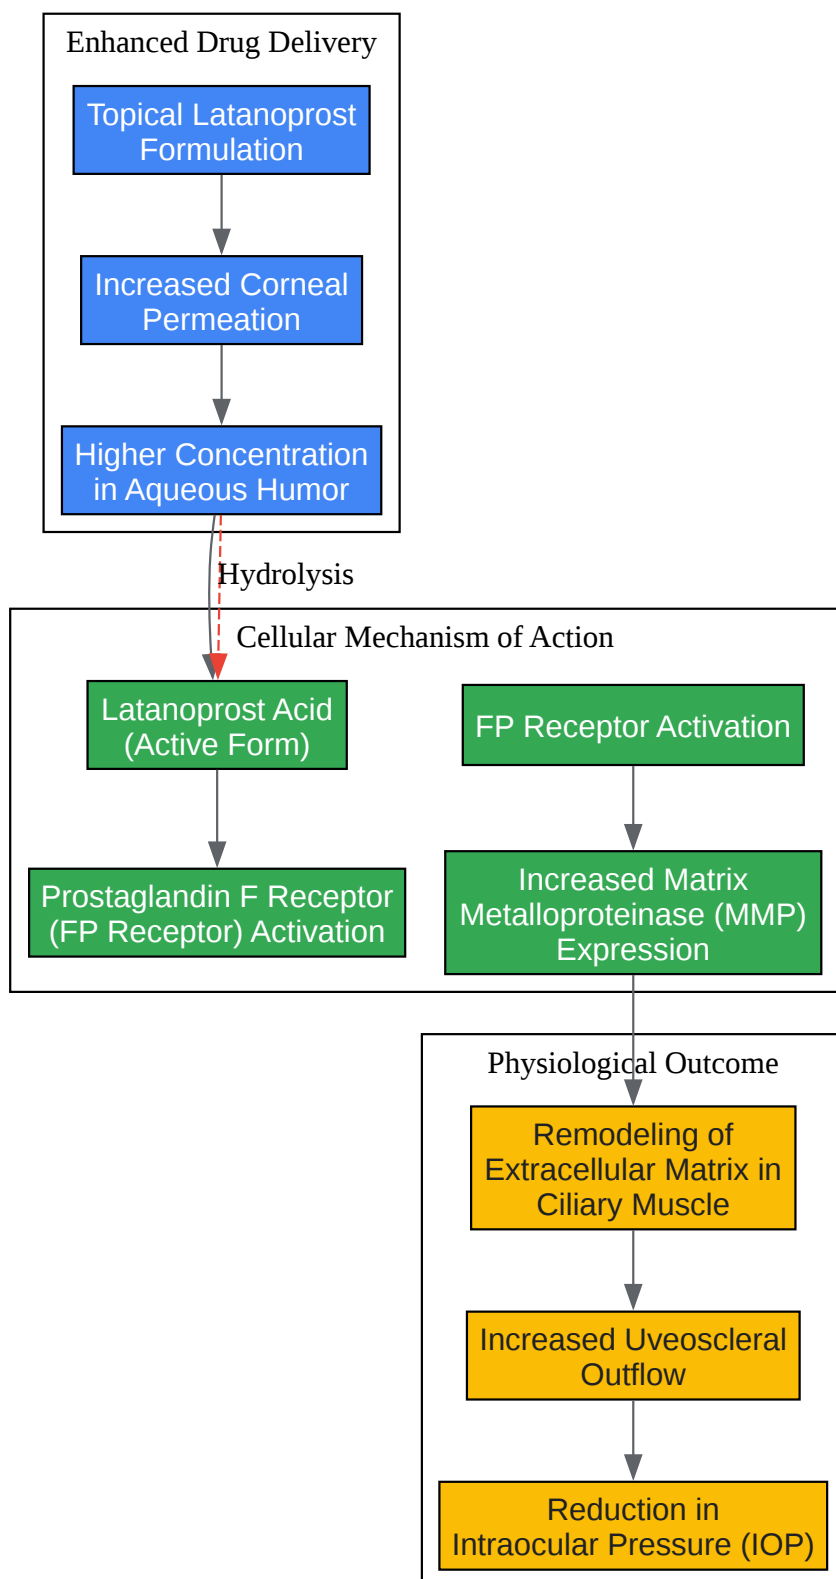 Enhanced Drug Delivery
Topical Latanoprost
Formulation
Increased Corneal
Permeation
Higher Concentration
in Aqueous Humor
Hydrolysis
Cellular Mechanism of Action
Latanoprost Acid
(Active Form)
Prostaglandin F Receptor
(FP Receptor) Activation
FP Receptor Activation
Increased Matrix
Metalloproteinase (MMP)
Expression
Physiological Outcome
Remodeling of
Extracellular Matrix in
Ciliary Muscle
Increased Uveoscleral
Outflow
Reduction in
Intraocular Pressure (IOP)